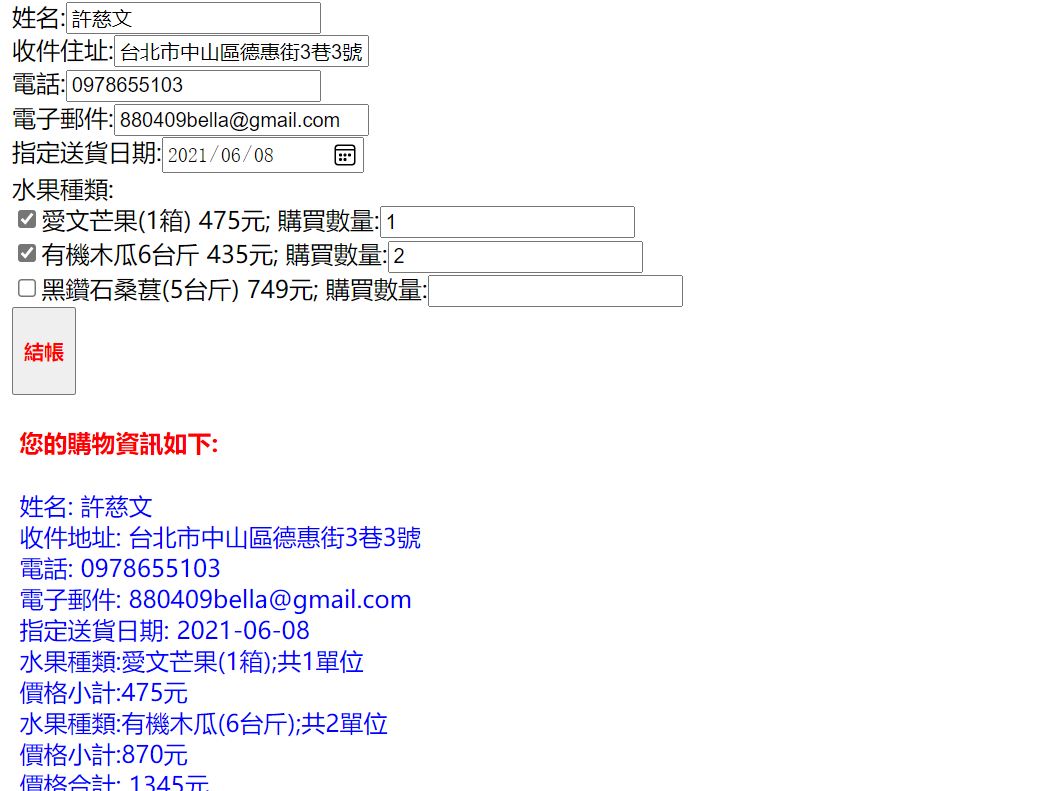 姓名:許慈文
收件住址:台北市中山區德惠街3巷3號
電話:0978655103
電子郵件:880409bella@gmail.com
指定送貨日期:2021/06/08
水果種類:
愛文芒果(1箱) 475元; 購買數量:1
有機木瓜6台斤 435元; 購買數量:2
黑鑽石桑葚(5台斤) 749元; 購買數量:
結帳
您的購物資訊如下:
姓名: 許慈文
收件地址: 台北市中山區德惠街3巷3號
電話: 0978655103
電子郵件: 880409bella@gmail.com
指定送貨日期: 2021-06-08
水果種類:愛文芒果(1箱);共1單位
價格小計:475元
水果種類:有機木瓜(6台斤);共2單位
價格小計:870元
價格合計: 1345元